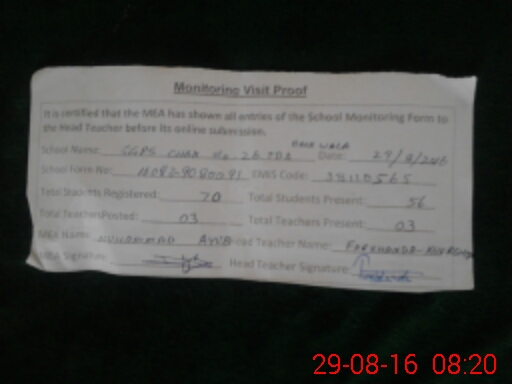 Monitoring Visit Proof
It is certified that the MEA has shown all entries of the School Monitoring Form to
the Head Teacher before its online submission.
School Name: GGPS Chak No. 26 TDA Date: 29/8/2016
School Form No: EMIS Code:
Total Students Registered: 70 Total Students Present: 56
Total Teachers Posted: 03 Total Teachers Present: 03
MEA Name: MUHAMMAD AYUB Head Teacher Name: FARKHANDA
MEA Signature: Head Teacher Signature:
29-08-16 08:20